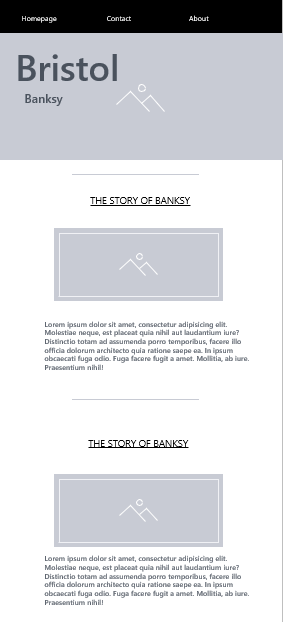 Homepage Contact About
Bristol
Banksy
THE STORY OF BANKSY
Lorem ipsum dolor sit amet, consectetur adipisicing elit.
Molestiae neque, est placeat quia nihil aut laudantium iure?
Distinctio totam ad assumenda porro temporibus, facere illo
officia dolorum architecto quia ratione saepe ea. In ipsum
obcaecati fuga odio. Fuga facere fugit a amet. Mollitia, ab iure.
Praesentium nihil!
THE STORY OF BANKSY
Lorem ipsum dolor sit amet, consectetur adipisicing elit.
Molestiae neque, est placeat quia nihil aut laudantium iure?
Distinctio totam ad assumenda porro temporibus, facere illo
officia dolorum architecto quia ratione saepe ea. In ipsum
obcaecati fuga odio. Fuga facere fugit a amet. Mollitia, ab iure.
Praesentium nihil!